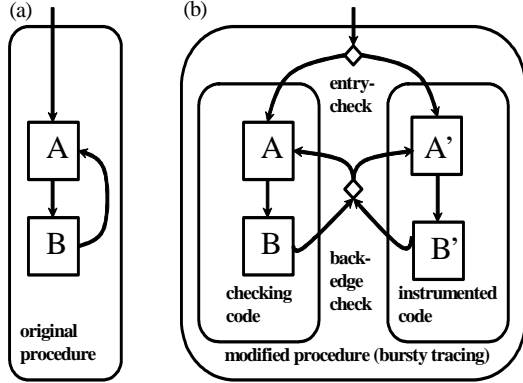 (a)
A
B
original
procedure
(b)
entry-
check
A
A'
B
B'
back-
edge
check
checking
code
instrumented
code
modified procedure (bursty tracing)